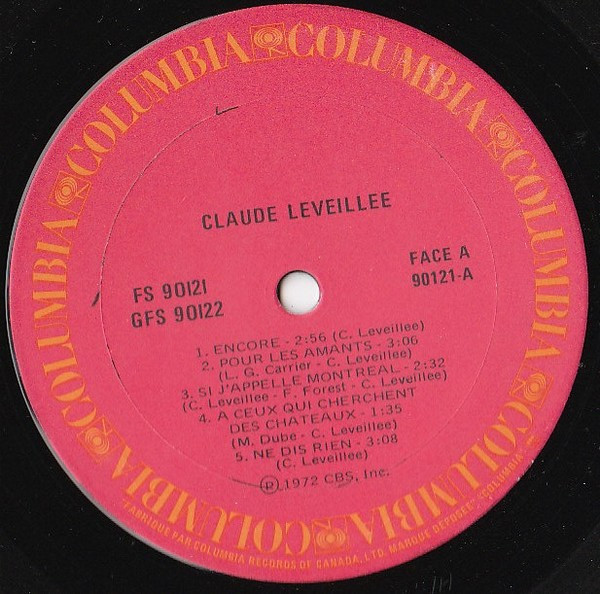 COLUMBIA COLUMBIA COLUMBIA COLUMBIA COLUMBIA COLUMBIA COLUMBIA
CLAUDE LEVEILLEE
FS 90121
GFS 90122
FACE A
90121-A
1. ENCORE - 2:56 (C. Leveillee)
2. POUR LES AMANTS - 3:06
(L. G. Carrier - C. Leveillee)
3. SI J'APPELLE MONTREAL - 2:32
(C. Leveillee - F. Forest - C. Leveillee)
4. A CEUX QUI CHERCHENT
DES CHATEAUX - 1:35
(M. Dube - C. Leveillee)
5. NE DIS RIEN - 3:08
(C. Leveillee)
Ⓟ 1972 CBS, Inc.
FABRIQUE PAR COLUMBIA RECORDS OF CANADA, LTD. MARQUE DEPOSEE "COLUMBIA"